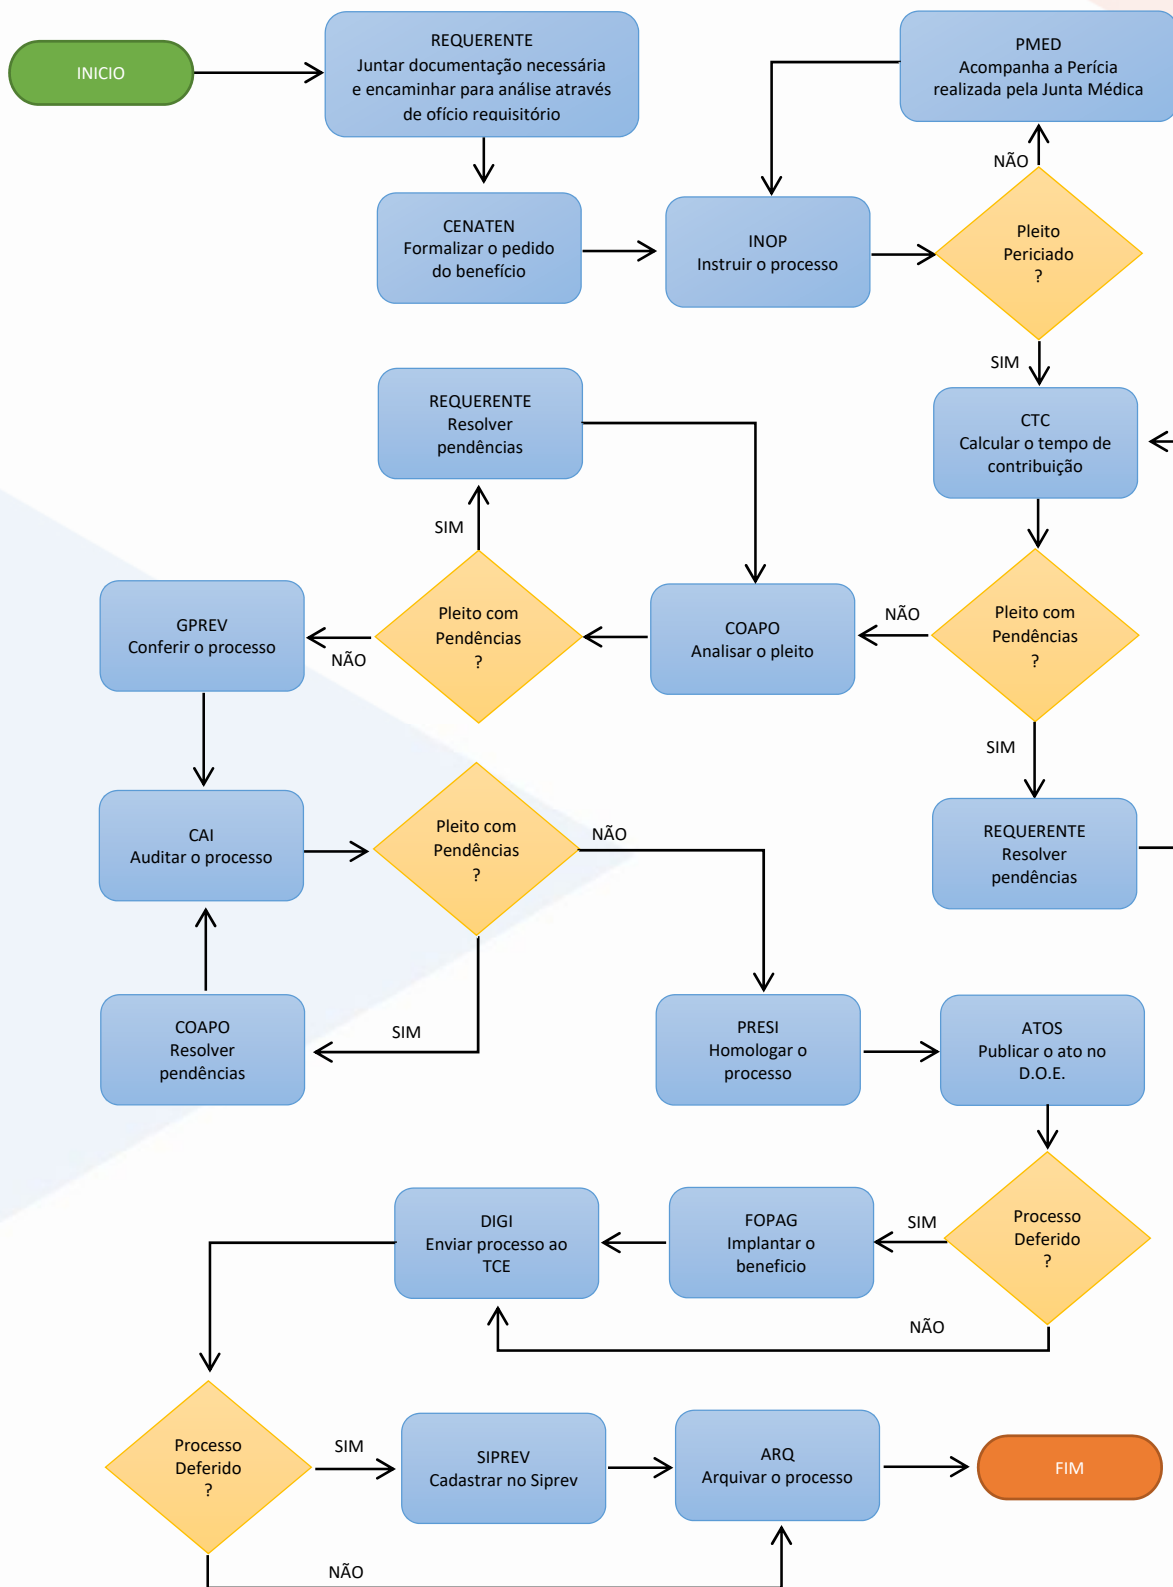 INICIO
REQUERENTE
Juntar documentação necessária
e encaminhar para análise através
de ofício requisitório
PMED
Acompanha a Perícia
realizada pela Junta Médica
NÃO
CENATEN
Formalizar o pedido
do benefício
INOP
Instruir o processo
Pleito
Periciado
?
SIM
REQUERENTE
Resolver
pendências
CTC
Calcular o tempo de
contribuição
SIM
GPREV
Conferir o processo
NÃO
Pleito com
Pendências
?
COAPO
Analisar o pleito
NÃO
Pleito com
Pendências
?
SIM
CAI
Auditar o processo
Pleito com
Pendências
?
NÃO
REQUERENTE
Resolver
pendências
COAPO
Resolver
pendências
SIM
PRESI
Homologar o
processo
ATOS
Publicar o ato no
D.O.E.
DIGI
Enviar processo ao
TCE
FOPAG
Implantar o
beneficio
SIM
Processo
Deferido
?
NÃO
Processo
Deferido
?
SIM
SIPREV
Cadastrar no Siprev
ARQ
Arquivar o processo
FIM
NÃO